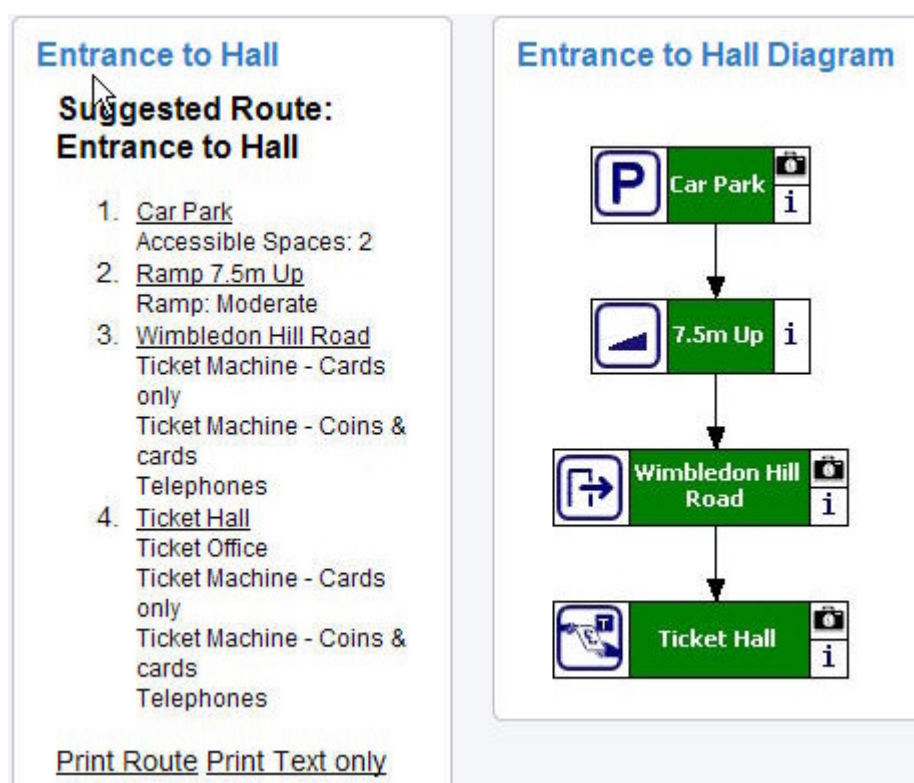 Entrance to Hall
Suggested Route:
Entrance to Hall
1. Car Park
Accessible Spaces: 2
2. Ramp 7.5m Up
Ramp: Moderate
3. Wimbledon Hill Road
Ticket Machine - Cards
only
Ticket Machine - Coins &
cards
Telephones
4. Ticket Hall
Ticket Office
Ticket Machine - Cards
only
Ticket Machine - Coins &
cards
Telephones
Print Route Print Text only
Entrance to Hall Diagram
P Car Park i
7.5m Up i
Wimbledon Hill
Road i
T
£
Ticket Hall i